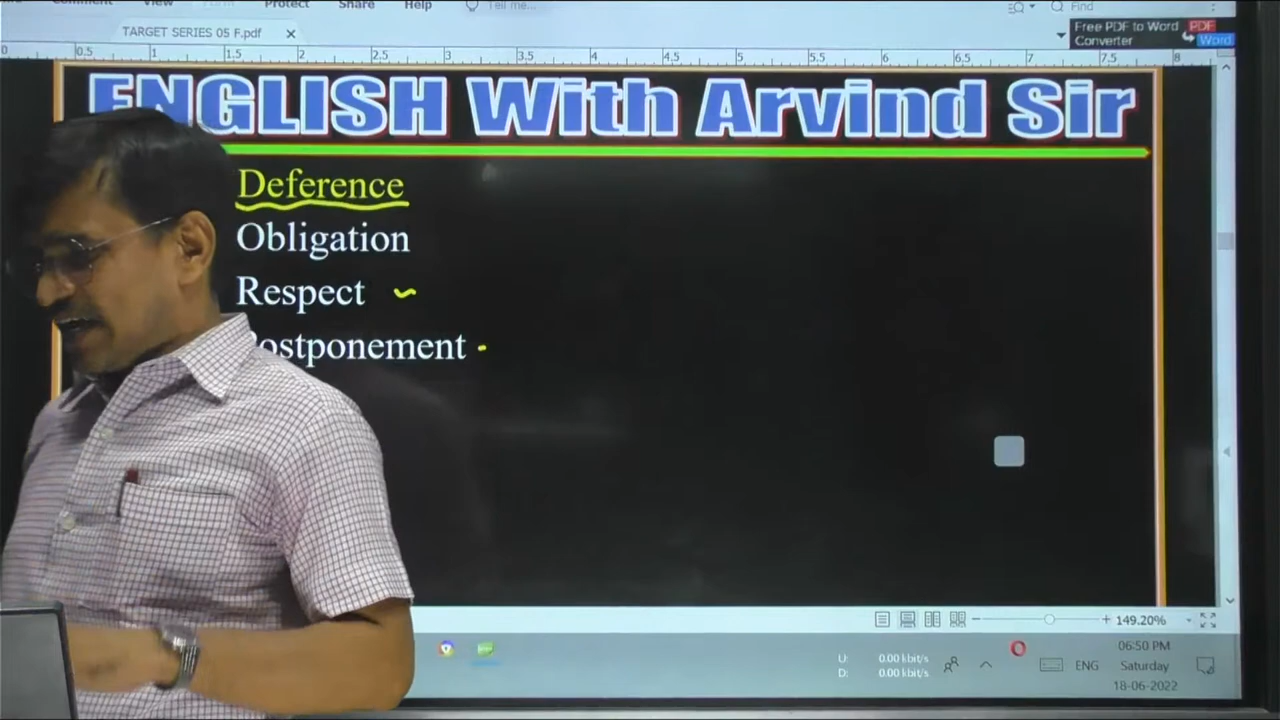 Protect Share Help Tell me... Find
TARGET SERIES 05 F.pdf
Free PDF to Word PDF
Converter Word
0.5 1 1.5 2 2.5 3 3.5 4 4.5 5 5.5 6 6.5 7 7.5 8
ENGLISH With Arvind Sir
Deference
Obligation
Respect
Postponement
149.20%
U: 0.00 kbit/s
D: 0.00 kbit/s
ENG
06:50 PM
Saturday
18-06-2022